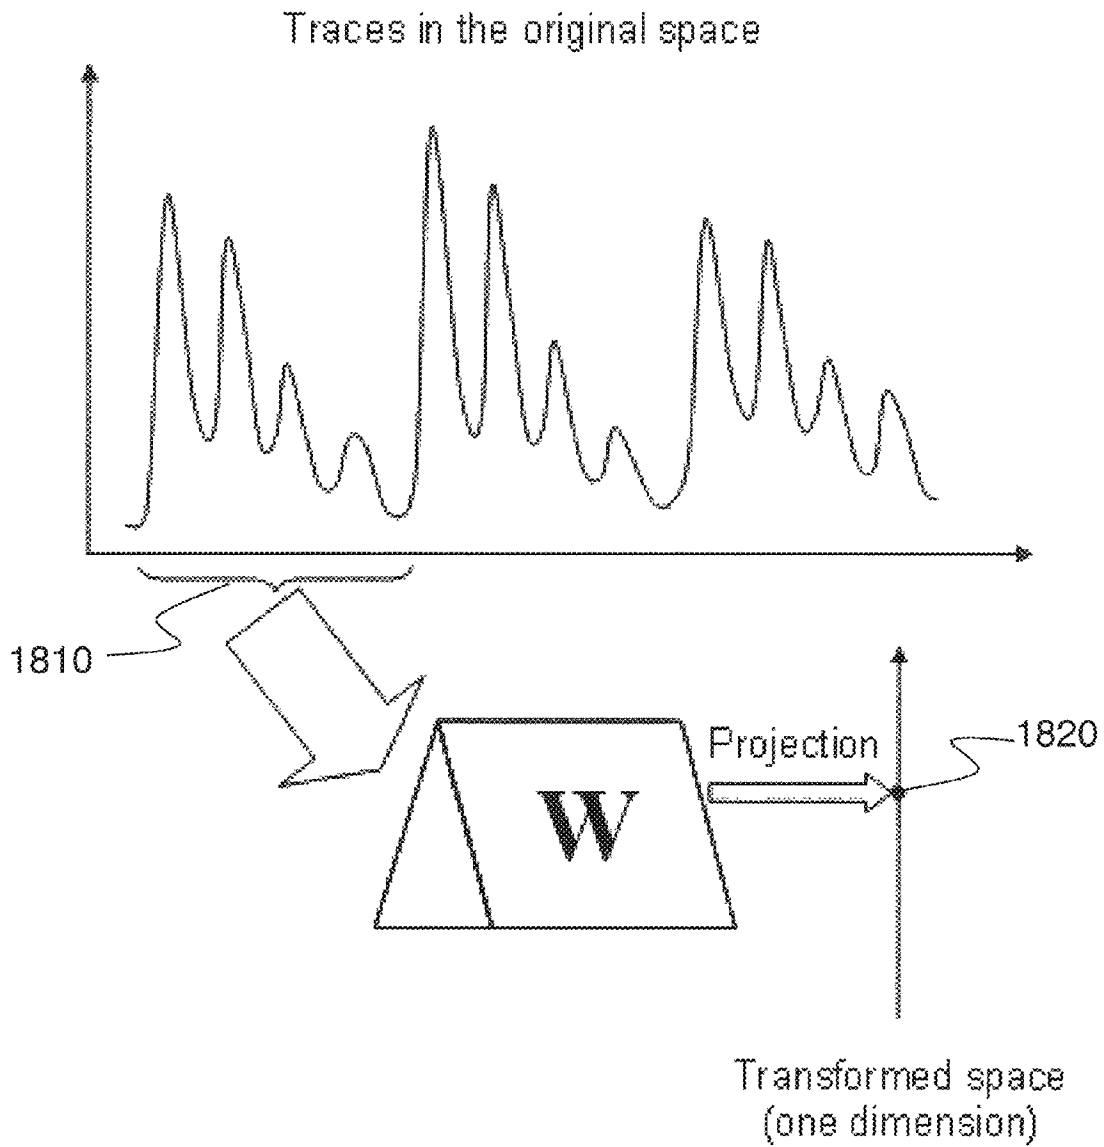 Traces in the original space
1810
Projection
1820
W
Transformed space
(one dimension)